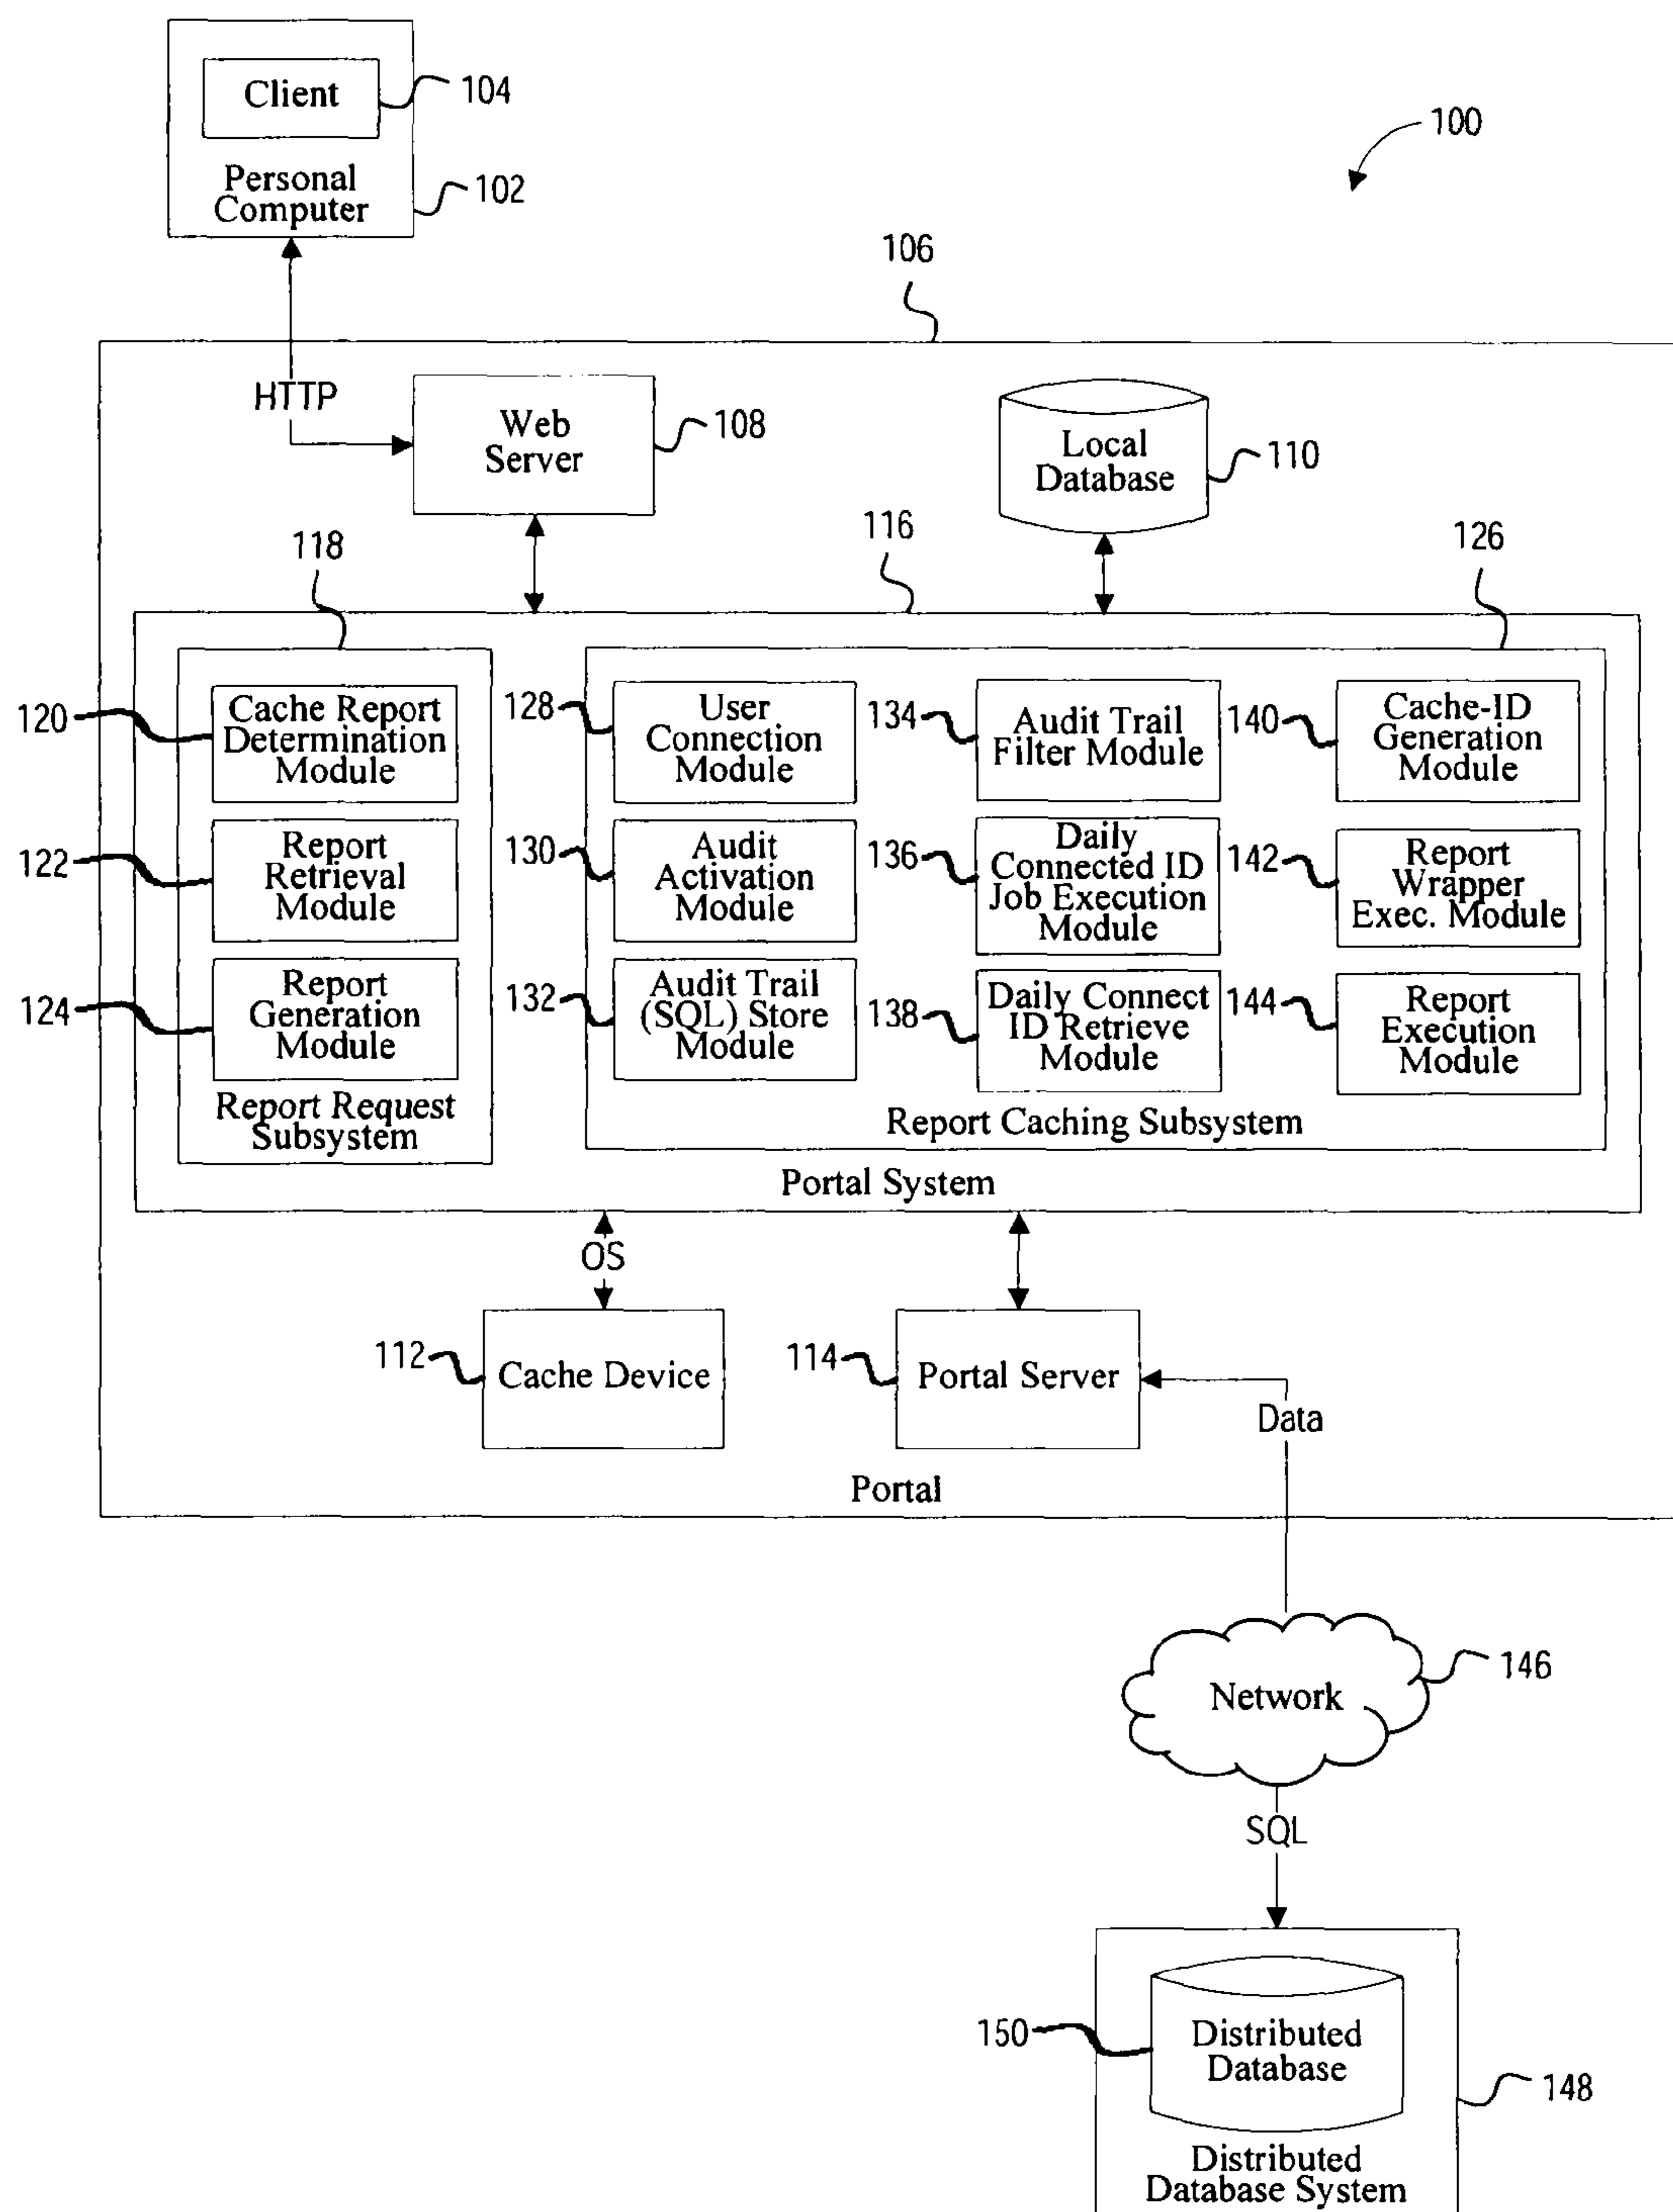 Client
104
100
Personal
Computer
102
106
HTTP
Web
Server
108
Local
Database
110
118
116
126
120
Cache Report
Determination
Module
122
Report
Retrieval
Module
124
Report
Generation
Module
Report Request
Subsystem
128
User
Connection
Module
130
Audit
Activation
Module
132
Audit Trail
(SQL) Store
Module
134
Audit Trail
Filter Module
136
Daily
Connected ID
Job Execution
Module
138
Daily Connect
ID Retrieve
Module
140
Cache-ID
Generation
Module
142
Report
Wrapper
Exec. Module
144
Report
Execution
Module
Report Caching Subsystem
Portal System
OS
112
Cache Device
114
Portal Server
Data
Portal
Network
146
SQL
150
Distributed
Database
148
Distributed
Database System